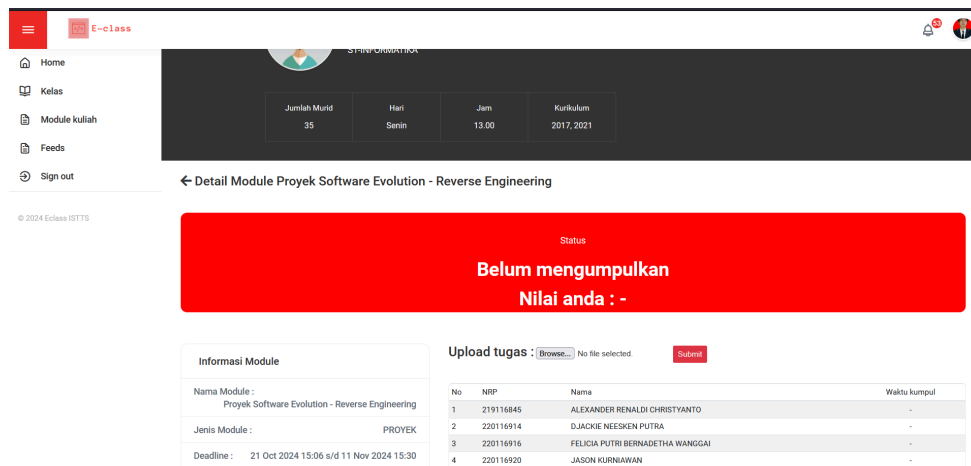 E-class
53
Home
Kelas
Module kuliah
Feeds
Sign out
© 2024 Eclass ISTTS
S1-INFORMATIKA
Jumlah Murid Hari Jam Kurikulum
35 Senin 13.00 2017, 2021
Detail Module Proyek Software Evolution - Reverse Engineering
Status
Belum mengumpulkan
Nilai anda : -
Informasi Module
Nama Module :
Proyek Software Evolution - Reverse Engineering
Jenis Module : PROYEK
Deadline : 21 Oct 2024 15:06 s/d 11 Nov 2024 15:30
Upload tugas : Browse... No file selected. Submit
No NRP Nama Waktu kumpul
1 219116845 ALEXANDER RENALDI CHRISTYANTO -
2 220116914 DJACKIE NEESKEN PUTRA -
3 220116916 FELICIA PUTRI BERNADETHA WANGGAI -
4 220116920 JASON KURNIAWAN -